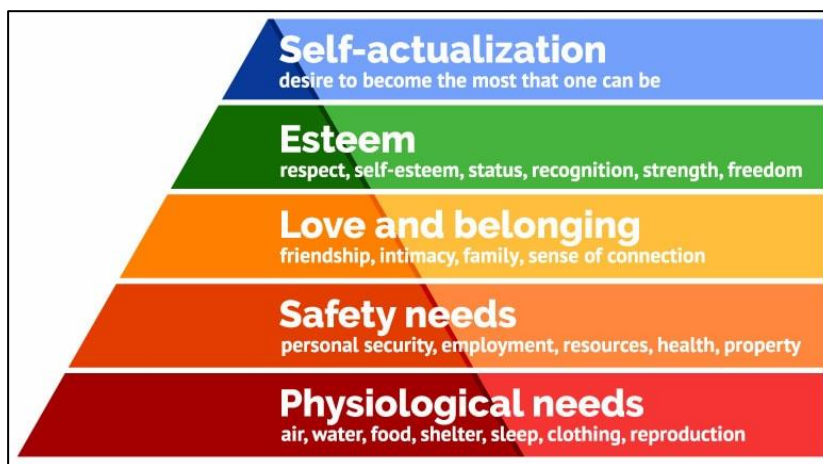 Self-actualization
desire to become the most that one can be
Esteem
respect, self-esteem, status, recognition, strength, freedom
Love and belonging
friendship, intimacy, family, sense of connection
Safety needs
personal security, employment, resources, health, property
Physiological needs
air, water, food, shelter, sleep, clothing, reproduction